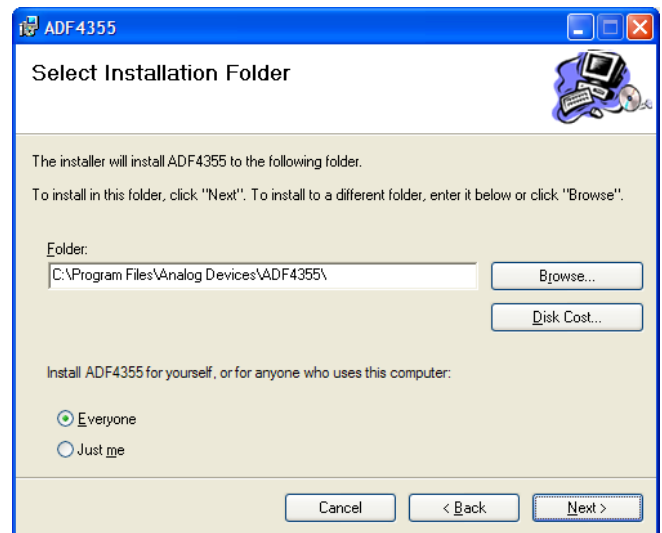 ADF4355
Select Installation Folder
The installer will install ADF4355 to the following folder.
To install in this folder, click "Next". To install to a different folder, enter it below or click "Browse".
Folder:
C:\Program Files\Analog Devices\ADF4355\
Browse...
Disk Cost...
Install ADF4355 for yourself, or for anyone who uses this computer:
Everyone
Just me
Cancel
< Back
Next >